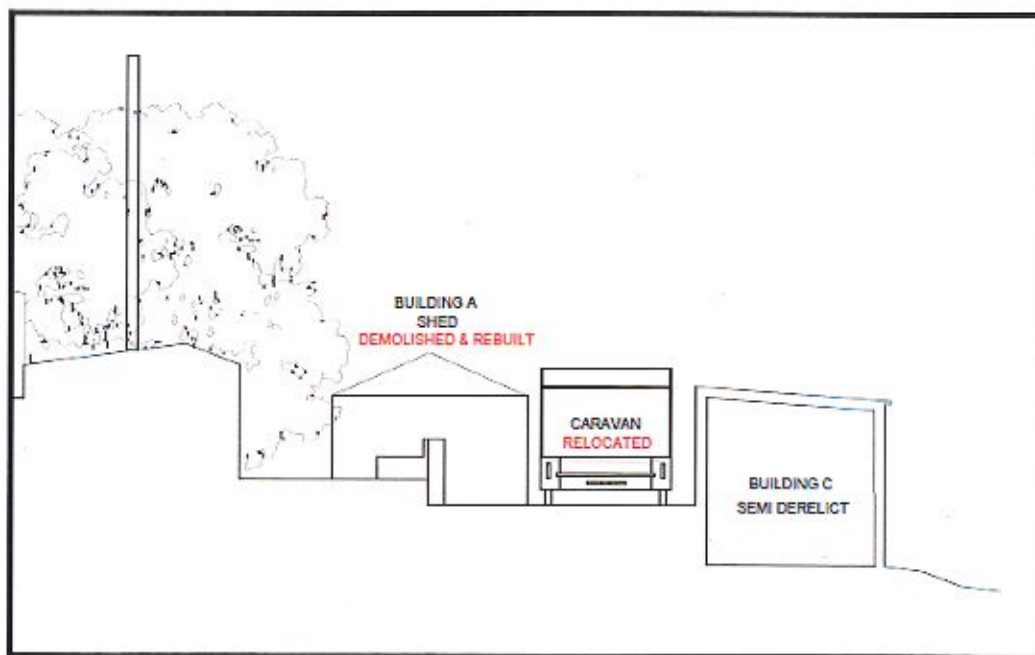 BUILDING A
SHED
DEMOLISHED & REBUILT
CARAVAN
RELOCATED
BUILDING C
SEMI DERELICT